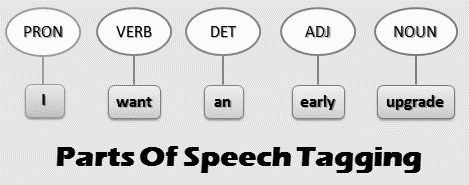 PRON VERB DET ADJ NOUN
I want an early upgrade
Parts Of Speech Tagging